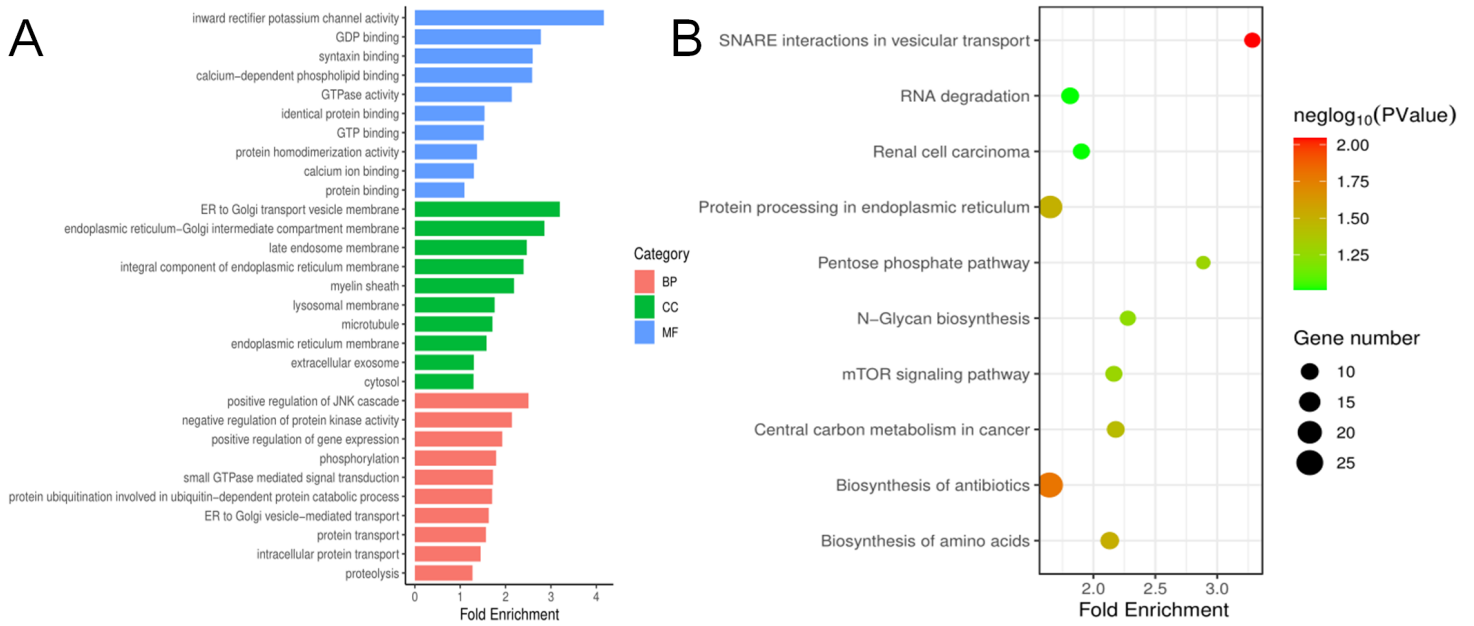 A
inward rectifier potassium channel activity
GDP binding
syntaxin binding
calcium−dependent phospholipid binding
GTPase activity
identical protein binding
GTP binding
protein homodimerization activity
calcium ion binding
protein binding
ER to Golgi transport vesicle membrane
endoplasmic reticulum−Golgi intermediate compartment membrane
late endosome membrane
integral component of endoplasmic reticulum membrane
myelin sheath
lysosomal membrane
microtubule
endoplasmic reticulum membrane
extracellular exosome
cytosol
positive regulation of JNK cascade
negative regulation of protein kinase activity
positive regulation of gene expression
phosphorylation
small GTPase mediated signal transduction
protein ubiquitination involved in ubiquitin−dependent protein catabolic process
ER to Golgi vesicle−mediated transport
protein transport
intracellular protein transport
proteolysis
0 1 2 3 4
Fold Enrichment
Category
BP
CC
MF
B
SNARE interactions in vesicular transport
RNA degradation
Renal cell carcinoma
Protein processing in endoplasmic reticulum
Pentose phosphate pathway
N−Glycan biosynthesis
mTOR signaling pathway
Central carbon metabolism in cancer
Biosynthesis of antibiotics
Biosynthesis of amino acids
2.0 2.5 3.0
Fold Enrichment
neglog₁₀(PValue)
2.00
1.75
1.50
1.25
Gene number
10
15
20
25